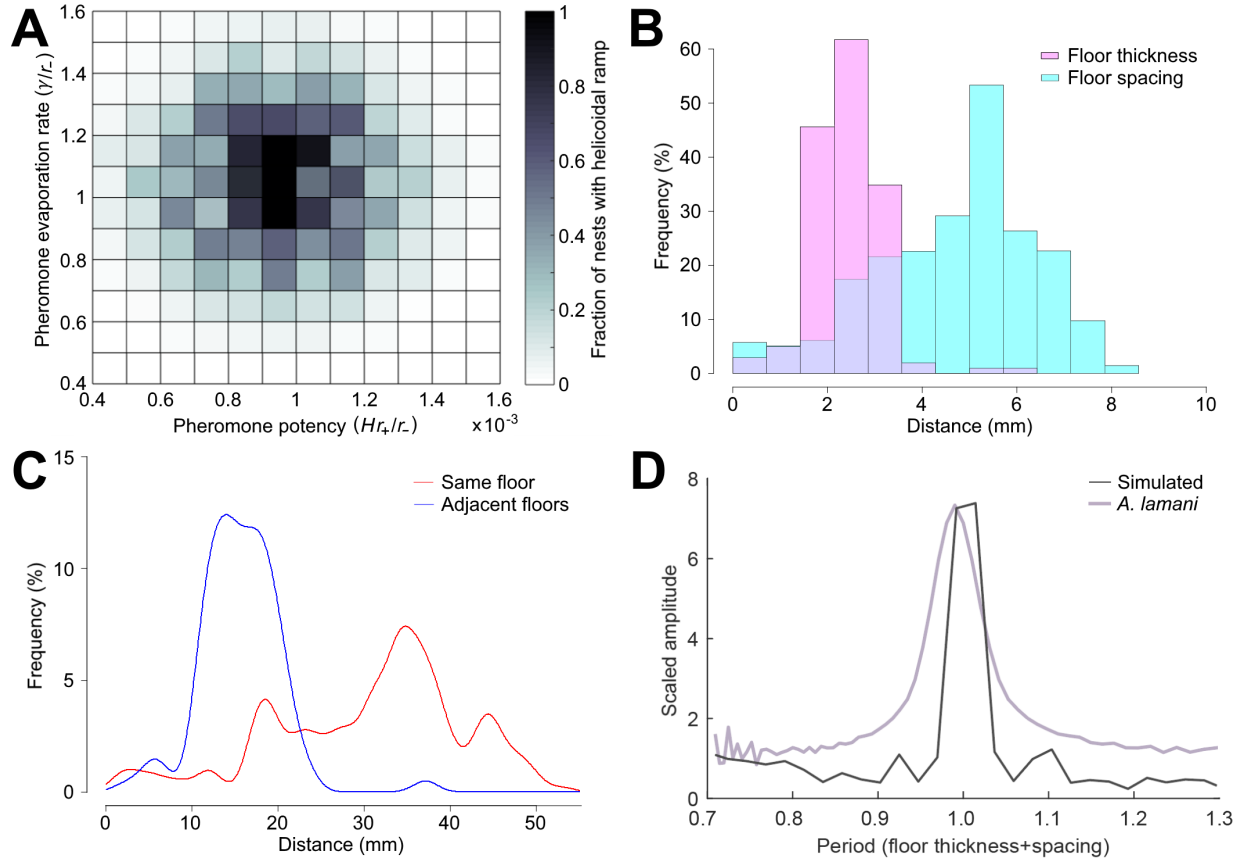 A
Pheromone evaporation rate (γ/r₋)
1.6
1.4
1.2
1
0.8
0.6
0.4
0.4 0.6 0.8 1 1.2 1.4 1.6
×10⁻³
Pheromone potency (Hr₊/r₋)
1
0.8
0.6
0.4
0.2
0
Fraction of nests with helicoidal ramp
B
Floor thickness
Floor spacing
Frequency (%)
60
50
40
30
20
10
0
0 2 4 6 8 10
Distance (mm)
C
Same floor
Adjacent floors
Frequency (%)
15
10
5
0
0 10 20 30 40 50
Distance (mm)
D
Simulated
A. lamani
Scaled amplitude
8
6
4
2
0
0.7 0.8 0.9 1.0 1.1 1.2 1.3
Period (floor thickness+spacing)